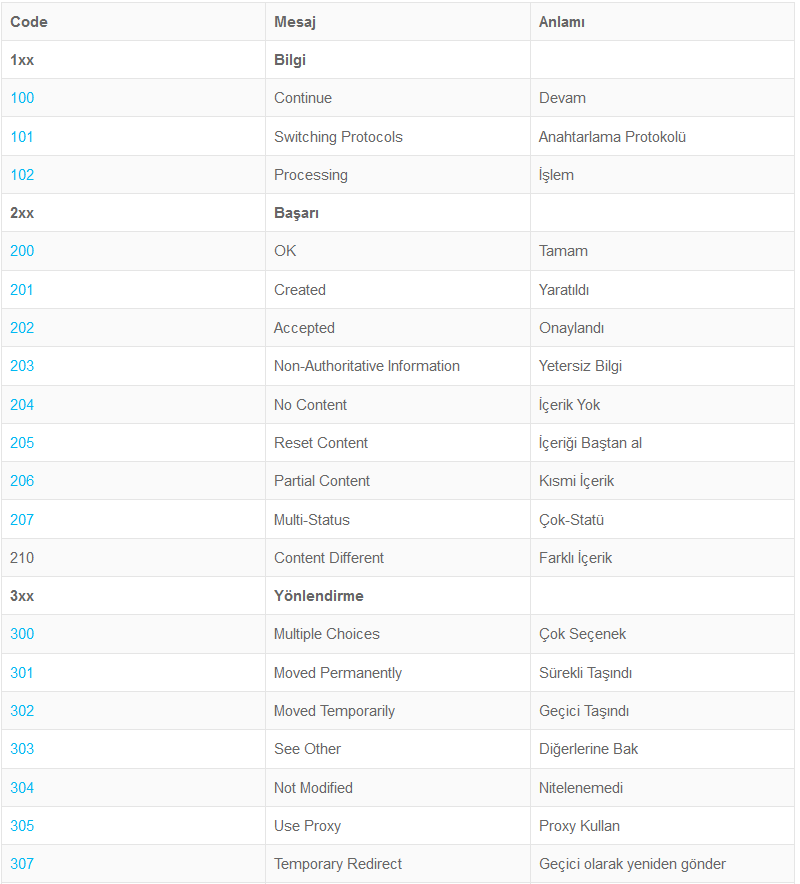 Code Mesaj Anlamı
1xx Bilgi
100 Continue Devam
101 Switching Protocols Anahtarlama Protokolü
102 Processing İşlem
2xx Başarı
200 OK Tamam
201 Created Yaratıldı
202 Accepted Onaylandı
203 Non-Authoritative Information Yetersiz Bilgi
204 No Content İçerik Yok
205 Reset Content İçeriği Baştan al
206 Partial Content Kısmi İçerik
207 Multi-Status Çok-Statü
210 Content Different Farklı İçerik
3xx Yönlendirme
300 Multiple Choices Çok Seçenek
301 Moved Permanently Sürekli Taşındı
302 Moved Temporarily Geçici Taşındı
303 See Other Diğerlerine Bak
304 Not Modified Nitelenemedi
305 Use Proxy Proxy Kullan
307 Temporary Redirect Geçici olarak yeniden gönder